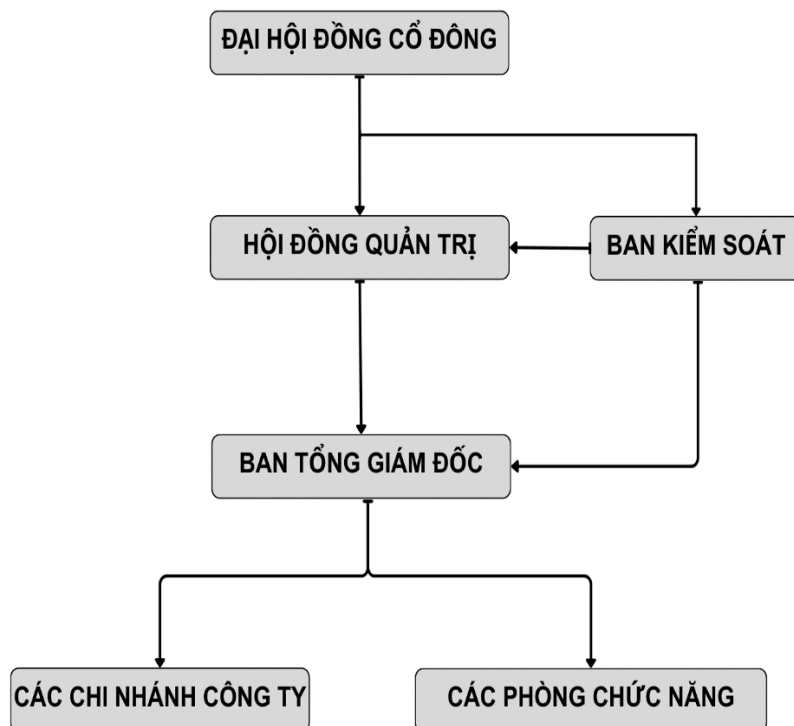 ĐẠI HỘI ĐỒNG CỔ ĐÔNG
HỘI ĐỒNG QUẢN TRỊ
BAN KIỂM SOÁT
BAN TỔNG GIÁM ĐỐC
CÁC CHI NHÁNH CÔNG TY
CÁC PHÒNG CHỨC NĂNG